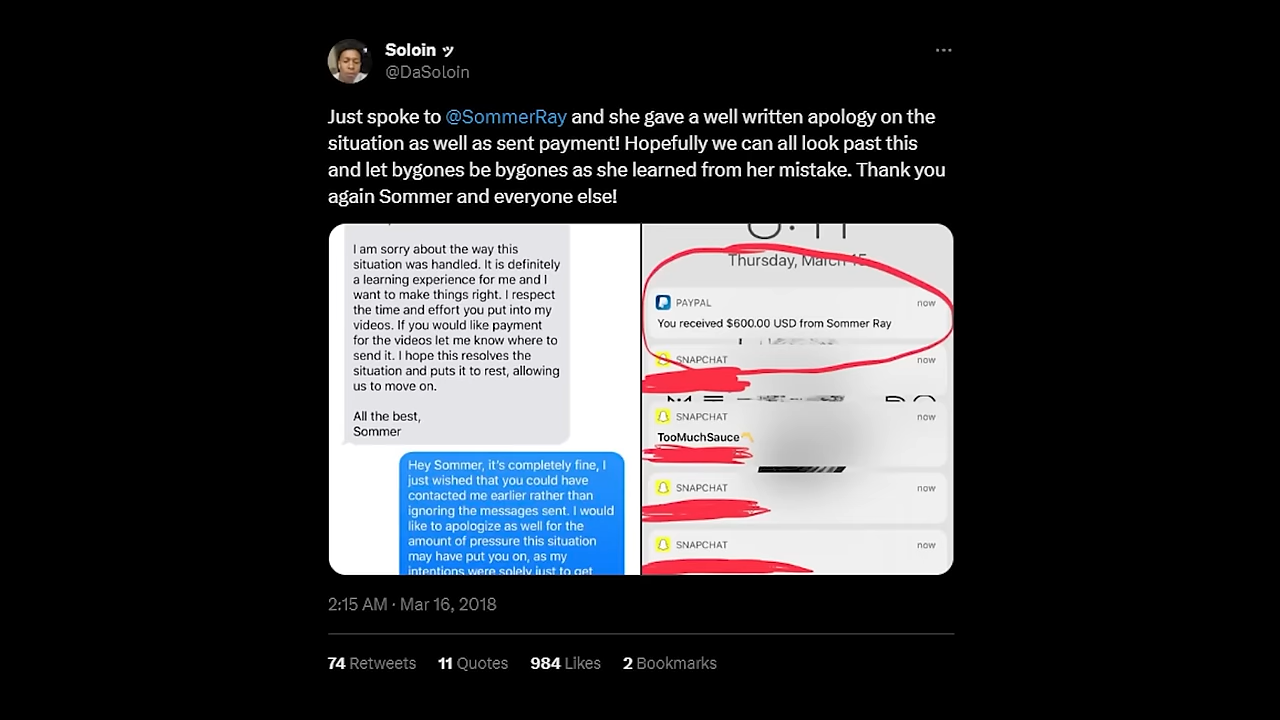 Soloin ツ
@DaSoloin
Just spoke to @SommerRay and she gave a well written apology on the
situation as well as sent payment! Hopefully we can all look past this
and let bygones be bygones as she learned from her mistake. Thank you
again Sommer and everyone else!
I am sorry about the way this
situation was handled. It is definitely
a learning experience for me and I
want to make things right. I respect
the time and effort you put into my
videos. If you would like payment
for the videos let me know where to
send it. I hope this resolves the
situation and puts it to rest, allowing
us to move on.
All the best,
Sommer
Hey Sommer, it's completely fine, I
just wished that you could have
contacted me earlier rather than
ignoring the messages sent. I would
like to apologize as well for the
amount of pressure this situation
may have put you on, as my
intentions were solely just to get
Thursday, March 15
PAYPAL now
You received $600.00 USD from Sommer Ray
SNAPCHAT now
SNAPCHAT now
TooMuchSauce
SNAPCHAT now
SNAPCHAT now
2:15 AM · Mar 16, 2018
74 Retweets 11 Quotes 984 Likes 2 Bookmarks